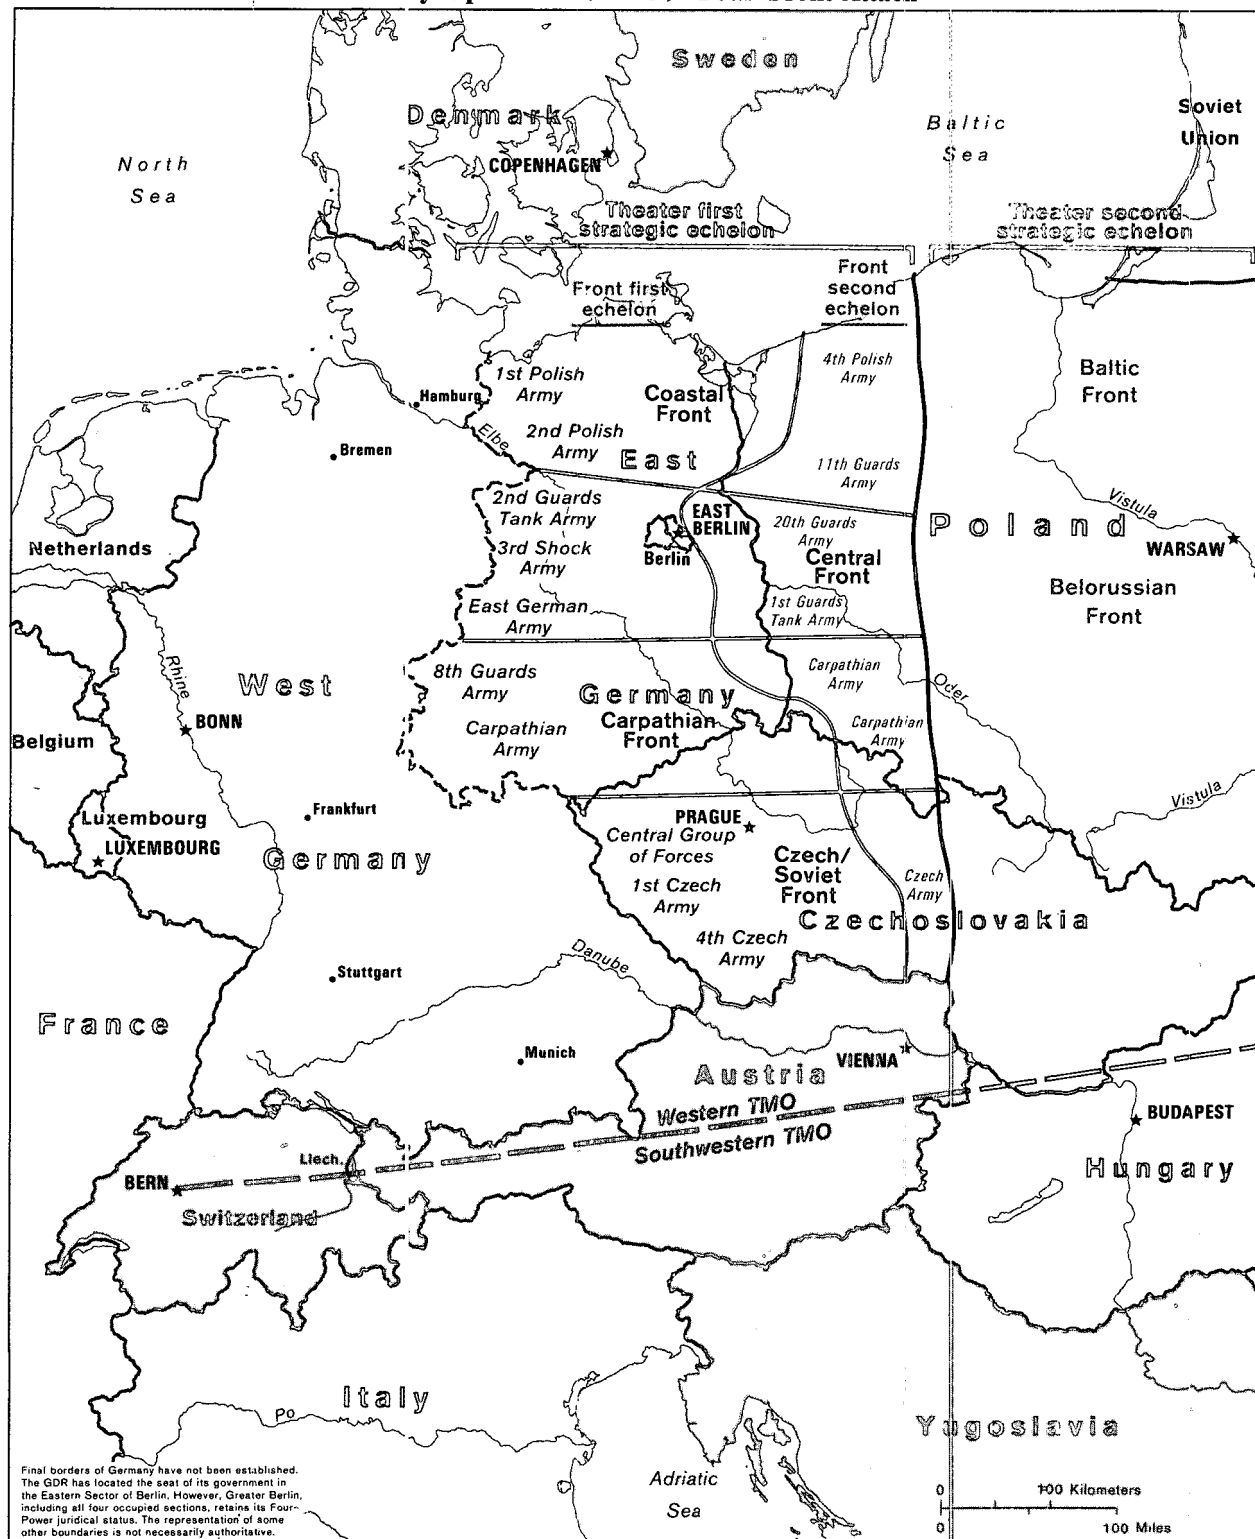 Sweden
Denmark
Baltic
Sea
Soviet
Union
North
Sea
COPENHAGEN
Theater first
strategic echelon
Theater second
strategic echelon
Front first
echelon
Front
second
echelon
1st Polish
Army
Coastal
Front
4th Polish
Army
Baltic
Front
Hamburg
Elbe
2nd Polish
Army
Bremen
East
11th Guards
Army
2nd Guards
Tank Army
EAST
BERLIN
Berlin
20th Guards
Army
Poland
Vistula
WARSAW
Netherlands
3rd Shock
Army
Central
Front
Belorussian
Front
East German
Army
1st Guards
Tank Army
Rhine
West
8th Guards
Army
Germany
Carpathian
Army
Oder
BONN
Belgium
Carpathian
Army
Carpathian
Front
Carpathian
Army
Frankfurt
Luxembourg
LUXEMBOURG
Germany
PRAGUE
Vistula
Central Group
of Forces
Czech/
Soviet
Front
1st Czech
Army
Czech
Army
Czechoslovakia
4th Czech
Army
Danube
Stuttgart
France
Munich
VIENNA
Austria
Western TMO
Southwestern TMO
BUDAPEST
Liech.
BERN
Hungary
Switzerland
Italy
Po
Yugoslavia
Adriatic
Sea
Final borders of Germany have not been established.
The GDR has located the seat of its government in
the Eastern Sector of Berlin. However, Greater Berlin,
including all four occupied sections, retains its Four-
Power juridical status. The representation of some
other boundaries is not necessarily authoritative.
0 100 Kilometers
0 100 Miles